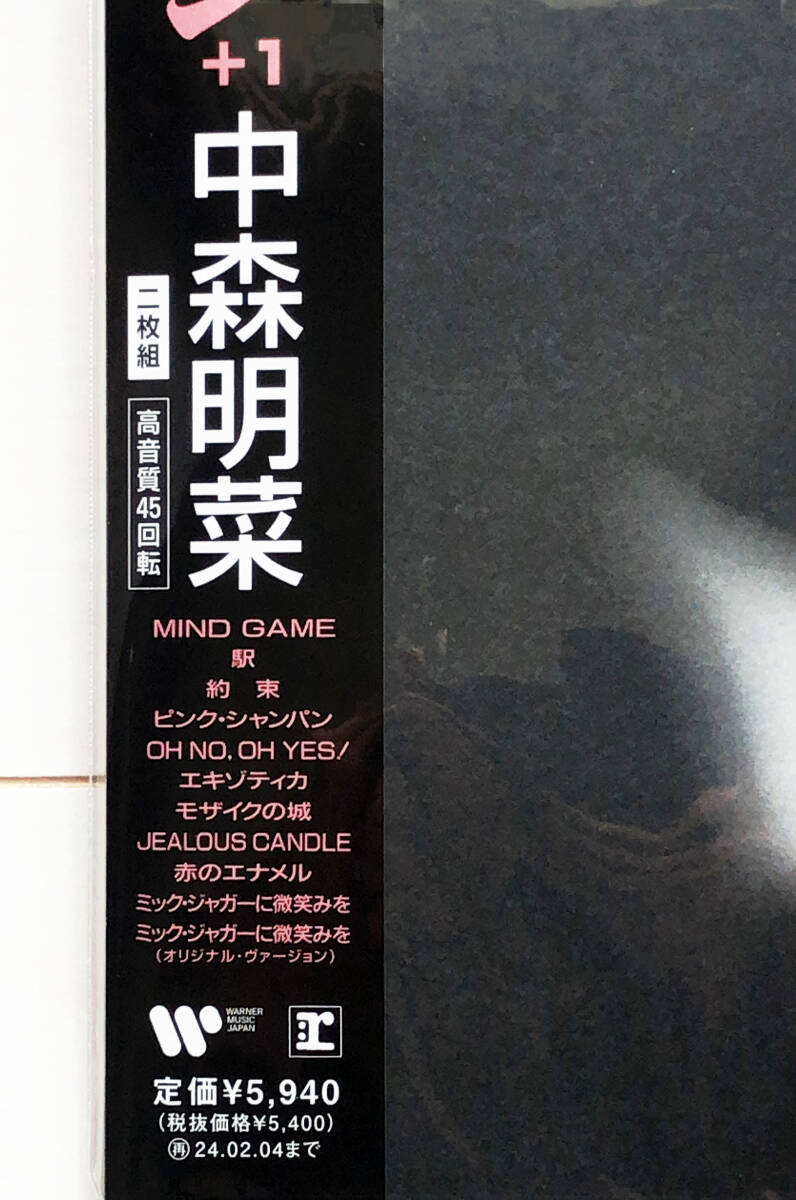 +1
中森明菜
二枚組
高音質45回転
MIND GAME
駅
約束
ピンク・シャンパン
OH NO, OH YES!
エキゾティカ
モザイクの城
JEALOUS CANDLE
赤のエナメル
ミック・ジャガーに微笑みを
ミック・ジャガーに微笑みを
(オリジナル・ヴァージョン)
WARNER
MUSIC
JAPAN
r
定価¥5,940
(税抜価格¥5,400)
再24.02.04まで